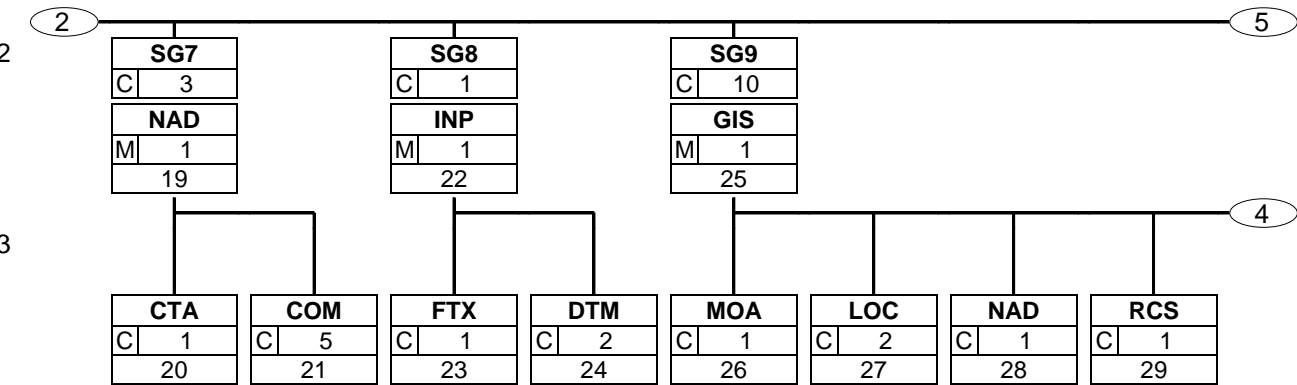 2 5
2 SG7 SG8 SG9
C 3 C 1 C 10
NAD INP GIS
M 1 M 1 M 1
19 22 25
4
3
CTA COM FTX DTM MOA LOC NAD RCS
C 1 C 5 C 1 C 2 C 1 C 2 C 1 C 1
20 21 23 24 26 27 28 29